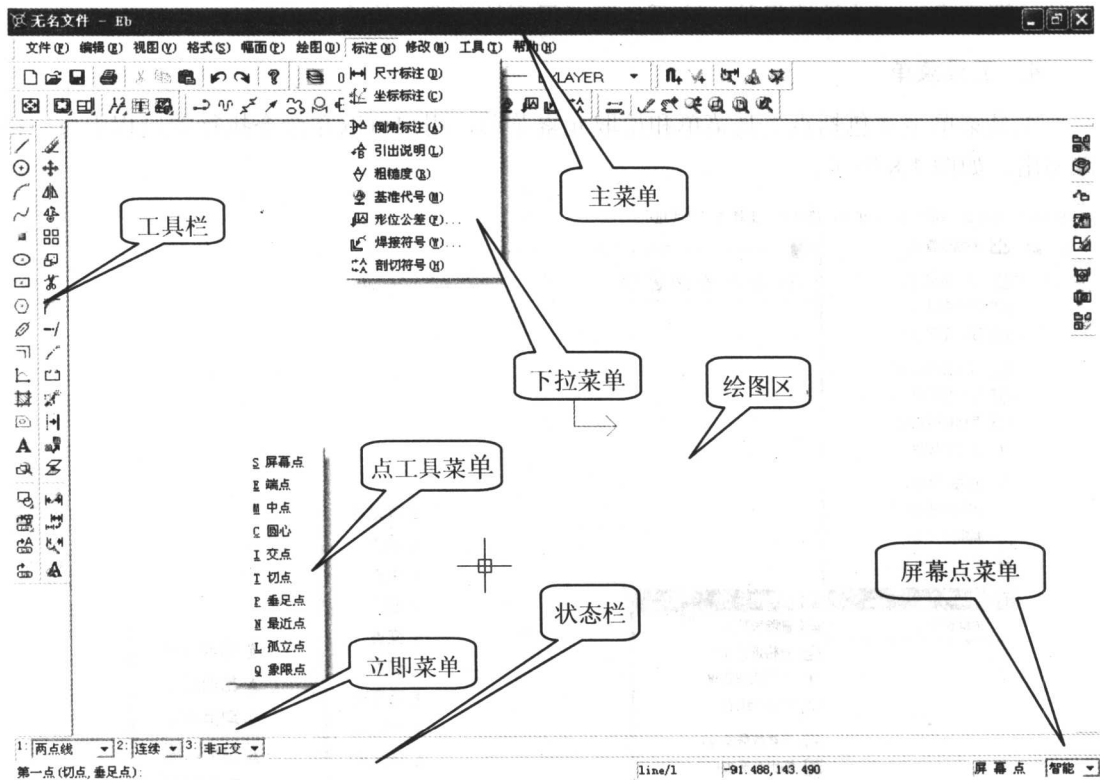 无名文件 - Eb
文件(F) 编辑(E) 视图(V) 格式(S) 幅面(P) 绘图(D) 标注(N) 修改(M) 工具(T) 帮助(H)
BYLAYER
尺寸标注(D)
坐标标注(C)
倒角标注(A)
引出说明(L)
粗糙度(R)
基准代号(M)
形位公差(T)...
焊接符号(W)...
剖切符号(H)
主菜单
工具栏
下拉菜单
绘图区
点工具菜单
S 屏幕点
E 端点
M 中点
C 圆心
I 交点
T 切点
P 垂足点
N 最近点
L 孤立点
Q 象限点
屏幕点菜单
状态栏
立即菜单
1: 两点线 2: 连续 3: 非正交
第一点(切点,垂足点): line/l -91.488,143.490 屏幕点 智能